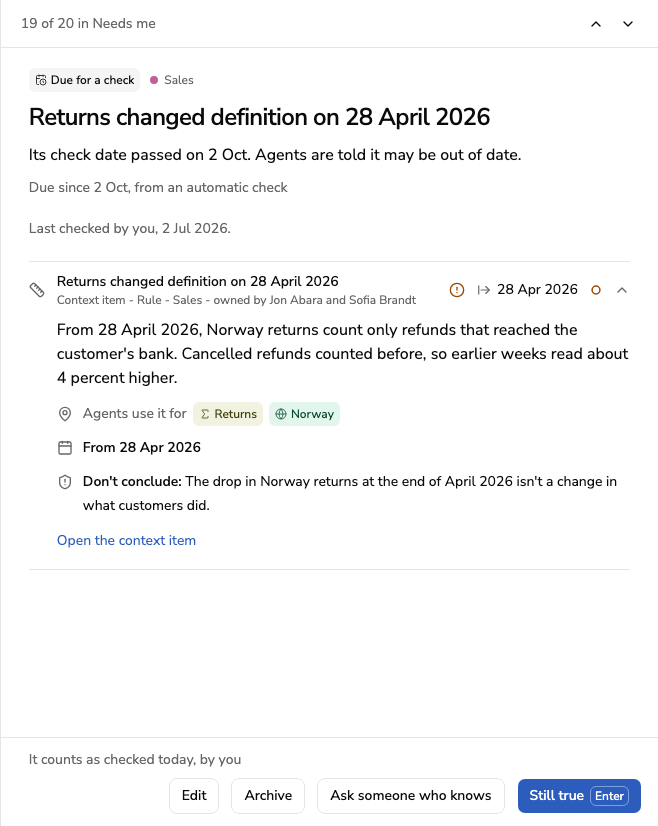 19 of 20 in Needs me
Due for a check Sales
Returns changed definition on 28 April 2026
Its check date passed on 2 Oct. Agents are told it may be out of date.
Due since 2 Oct, from an automatic check
Last checked by you, 2 Jul 2026.
Returns changed definition on 28 April 2026
Context item - Rule - Sales - owned by Jon Abara and Sofia Brandt
28 Apr 2026
From 28 April 2026, Norway returns count only refunds that reached the
customer's bank. Cancelled refunds counted before, so earlier weeks read about
4 percent higher.
Agents use it for Σ Returns Norway
From 28 Apr 2026
Don't conclude: The drop in Norway returns at the end of April 2026 isn't a change in
what customers did.
Open the context item
It counts as checked today, by you
Edit Archive Ask someone who knows Still true Enter